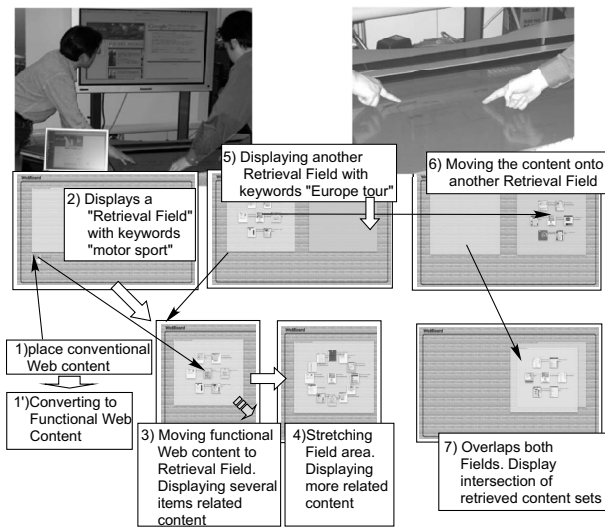 5) Displaying another
Retrieval Field with
keywords "Europe tour"
6) Moving the content onto
another Retrieval Field
WebBoard
2) Displays a
"Retrieval Field"
with keywords
"motor sport"
WebBoard
WebBoard
1)place conventional
Web content
1')Converting to
Functional Web
Content
WebBoard
3) Moving functional
Web content to
Retrieval Field.
Displaying several
items related
content
WebBoard
4)Stretching
Field area.
Displaying
more related
content
WebBoard
7) Overlaps both
Fields. Display
intersection of
retrieved content sets